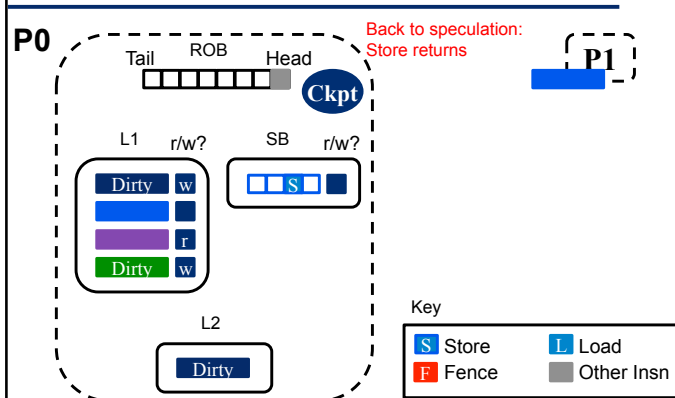 P0
Tail ROB Head
Back to speculation:
Store returns
P1
Ckpt
L1 r/w? SB r/w?
Dirty w
S
r
Dirty w
L2
Dirty
Key
S Store L Load
F Fence Other Insn